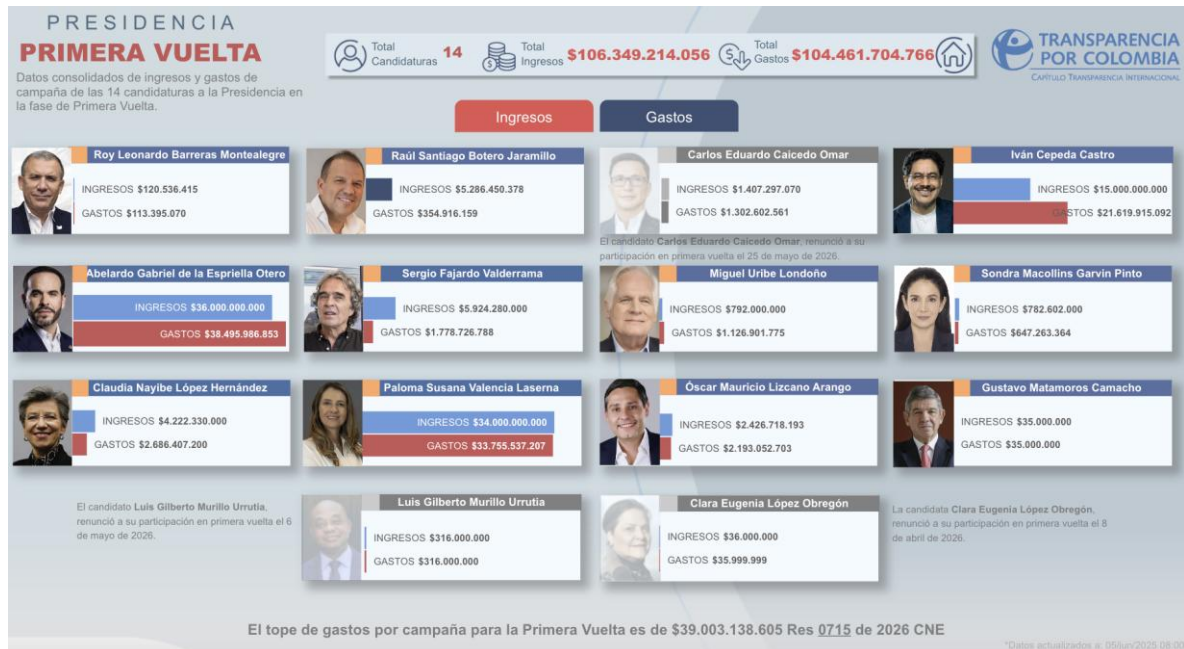 PRESIDENCIA
PRIMERA VUELTA
Datos consolidados de ingresos y gastos de
campaña de las 14 candidaturas a la Presidencia en
la fase de Primera Vuelta.
Total
Candidaturas 14
Total
Ingresos $106.349.214.056
Total
Gastos $104.461.704.766
TRANSPARENCIA
POR COLOMBIA
CAPÍTULO TRANSPARENCIA INTERNACIONAL
Ingresos
Gastos
Roy Leonardo Barreras Montealegre
INGRESOS $120.536.415
GASTOS $113.395.070
Raúl Santiago Botero Jaramillo
INGRESOS $5.286.450.378
GASTOS $354.916.159
Carlos Eduardo Caicedo Omar
INGRESOS $1.407.297.070
GASTOS $1.302.602.561
El candidato Carlos Eduardo Caicedo Omar, renunció a su
participación en primera vuelta el 25 de mayo de 2026.
Iván Cepeda Castro
INGRESOS $15.000.000.000
GASTOS $21.619.915.092
Abelardo Gabriel de la Espriella Otero
INGRESOS $36.000.000.000
GASTOS $38.495.986.853
Sergio Fajardo Valderrama
INGRESOS $5.924.280.000
GASTOS $1.778.726.788
Miguel Uribe Londoño
INGRESOS $792.000.000
GASTOS $1.126.901.775
Sondra Macollins Garvin Pinto
INGRESOS $782.602.000
GASTOS $647.263.364
Claudia Nayibe López Hernández
INGRESOS $4.222.330.000
GASTOS $2.686.407.200
Paloma Susana Valencia Laserna
INGRESOS $34.000.000.000
GASTOS $33.755.537.207
Óscar Mauricio Lizcano Arango
INGRESOS $2.426.718.193
GASTOS $2.193.052.703
Gustavo Matamoros Camacho
INGRESOS $35.000.000
GASTOS $35.000.000
El candidato Luis Gilberto Murillo Urrutia,
renunció a su participación en primera vuelta el 6
de mayo de 2026.
Luis Gilberto Murillo Urrutia
INGRESOS $316.000.000
GASTOS $316.000.000
Clara Eugenia López Obregón
INGRESOS $36.000.000
GASTOS $35.999.999
La candidata Clara Eugenia López Obregón,
renunció a su participación en primera vuelta el 8
de abril de 2026.
El tope de gastos por campaña para la Primera Vuelta es de $39.003.138.605 Res 0715 de 2026 CNE
*Datos actualizados a: 05/jun/2025 08:00